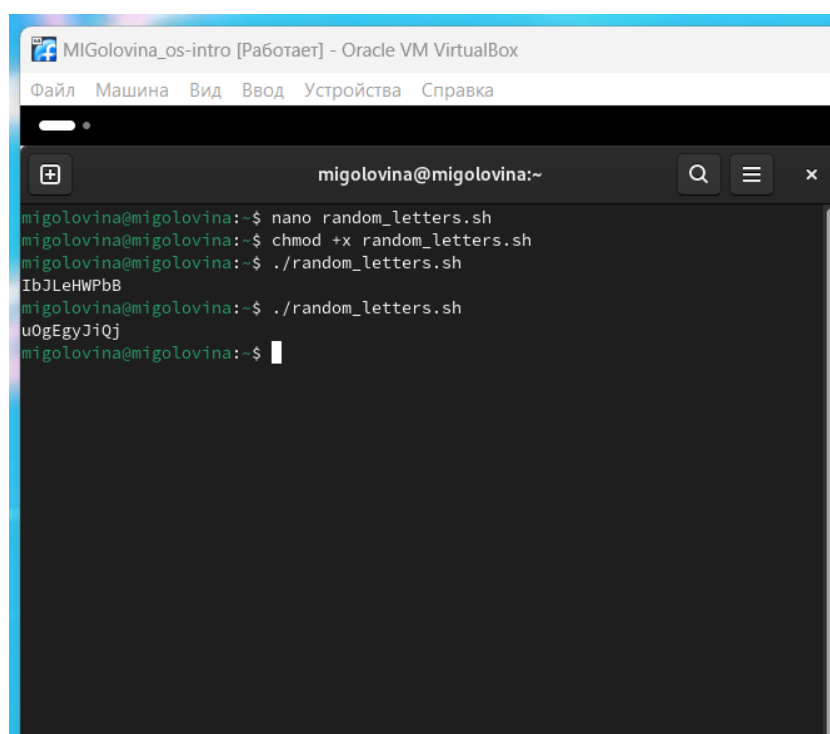 MIGolovina_os-intro [Работает] - Oracle VM VirtualBox
Файл Машина Вид Ввод Устройства Справка
migolovina@migolovina:~
migolovina@migolovina:~$ nano random_letters.sh
migolovina@migolovina:~$ chmod +x random_letters.sh
migolovina@migolovina:~$ ./random_letters.sh
IbJLeHWPbB
migolovina@migolovina:~$ ./random_letters.sh
uOgEgyJiQj
migolovina@migolovina:~$